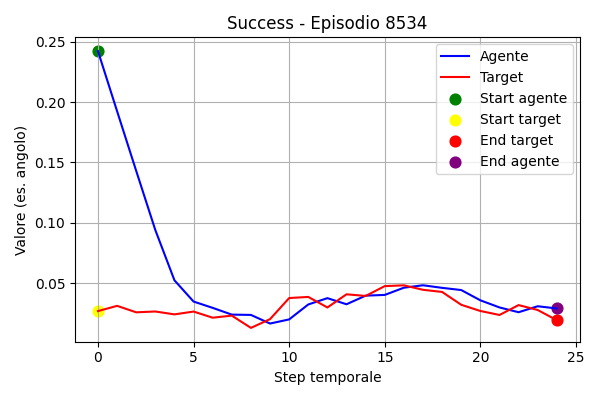 Success - Episodio 8534
Valore (es. angolo)
0.25
0.20
0.15
0.10
0.05
Agente
Target
Start agente
Start target
End target
End agente
0
5
10
15
20
25
Step temporale